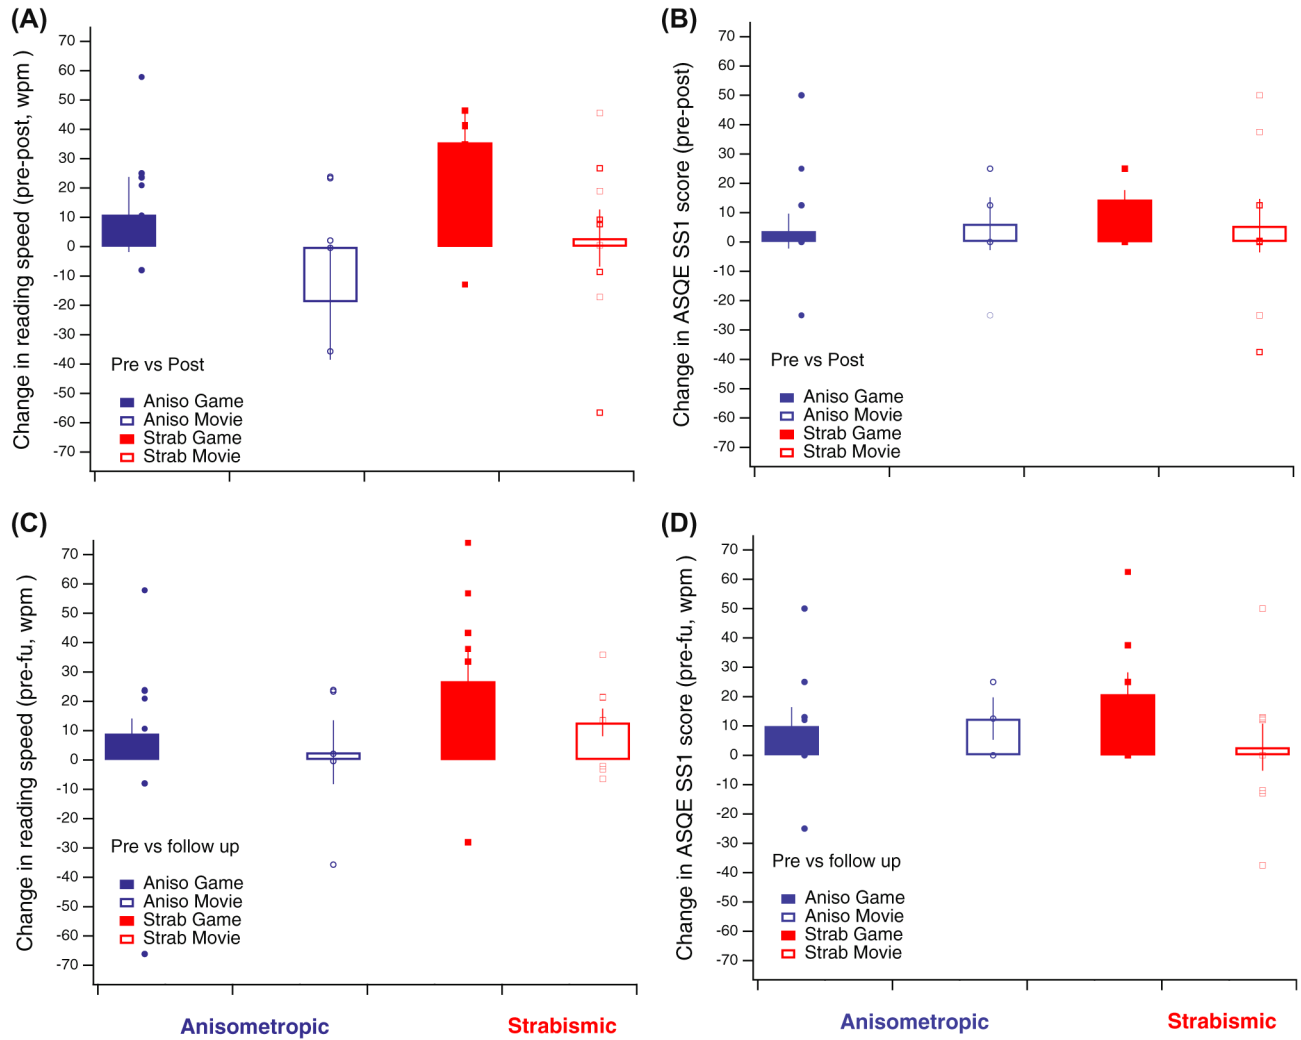 (A)
Change in reading speed (pre-post, wpm )
70
60
50
40
30
20
10
0
-10
-20
-30
-40
-50
-60
-70
Pre vs Post
Aniso Game
Aniso Movie
Strab Game
Strab Movie
(B)
Change in ASQE SS1 score (pre-post)
70
60
50
40
30
20
10
0
-10
-20
-30
-40
-50
-60
-70
Pre vs Post
Aniso Game
Aniso Movie
Strab Game
Strab Movie
(C)
Change in reading speed (pre-fu, wpm )
70
60
50
40
30
20
10
0
-10
-20
-30
-40
-50
-60
-70
Pre vs follow up
Aniso Game
Aniso Movie
Strab Game
Strab Movie
Anisometropic
Strabismic
(D)
Change in ASQE SS1 score (pre-fu, wpm )
70
60
50
40
30
20
10
0
-10
-20
-30
-40
-50
-60
-70
Pre vs follow up
Aniso Game
Aniso Movie
Strab Game
Strab Movie
Anisometropic
Strabismic